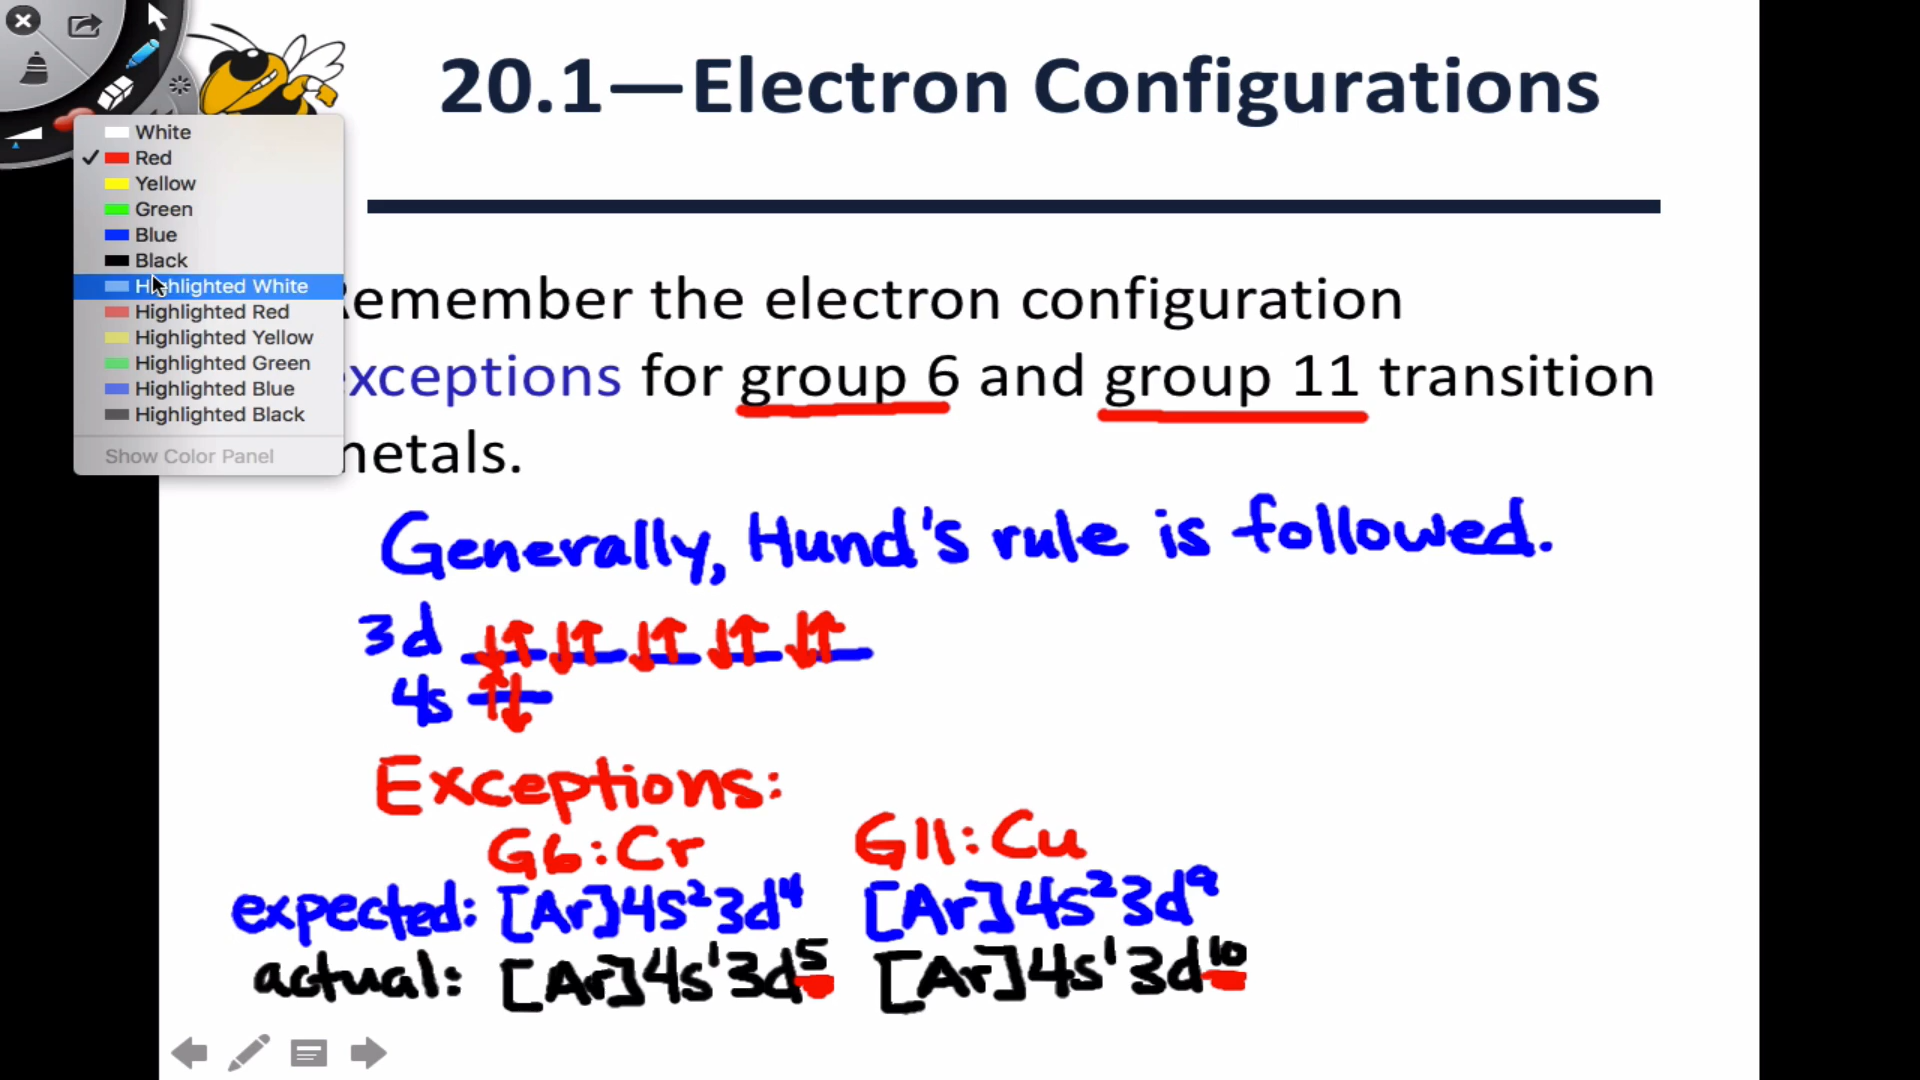 20.1—Electron Configurations
White
Red
Yellow
Green
Blue
Black
Highlighted White
Highlighted Red
Highlighted Yellow
Highlighted Green
Highlighted Blue
Highlighted Black
Show Color Panel
emember the electron configuration
xceptions for group 6 and group 11 transition
etals.
Generally, Hund's rule is followed.
3d ↓↑ ↓↑ ↓↑ ↓↑ ↓↑
4s ↑↓
Exceptions:
G6: Cr G11: Cu
expected: [Ar]4s²3d⁴ [Ar]4s²3d⁹
actual: [Ar]4s¹3d⁵ [Ar]4s¹3d¹⁰